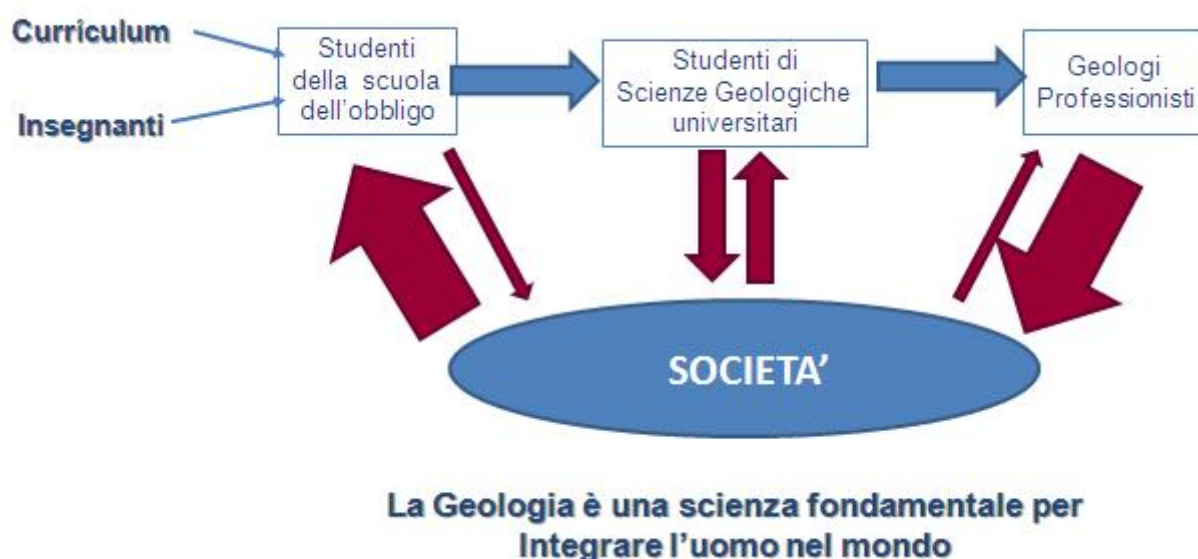 Curriculum
Insegnanti
Studenti
della scuola
dell'obbligo
Studenti di
Scienze Geologiche
universitari
Geologi
Professionisti
SOCIETA’
La Geologia è una scienza fondamentale per
Integrare l'uomo nel mondo